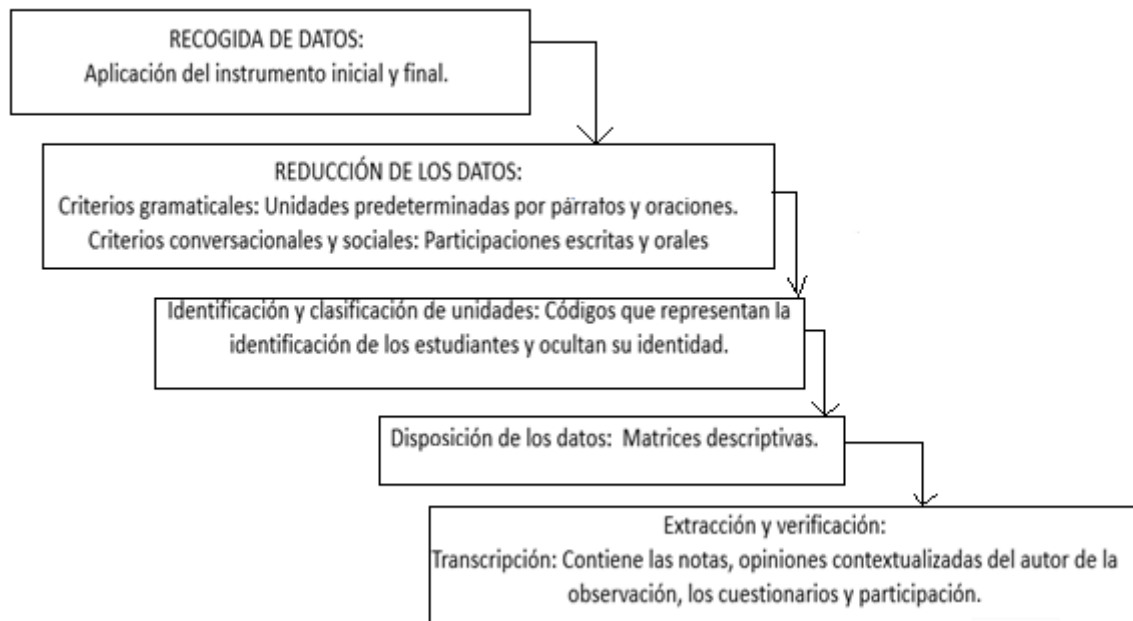 RECOGIDA DE DATOS:
Aplicación del instrumento inicial y final.
REDUCCIÓN DE LOS DATOS:
Criterios gramaticales: Unidades predeterminadas por párrafos y oraciones.
Criterios conversacionales y sociales: Participaciones escritas y orales
Identificación y clasificación de unidades: Códigos que representan la
identificación de los estudiantes y ocultan su identidad.
Disposición de los datos: Matrices descriptivas.
Extracción y verificación:
Transcripción: Contiene las notas, opiniones contextualizadas del autor de la
observación, los cuestionarios y participación.